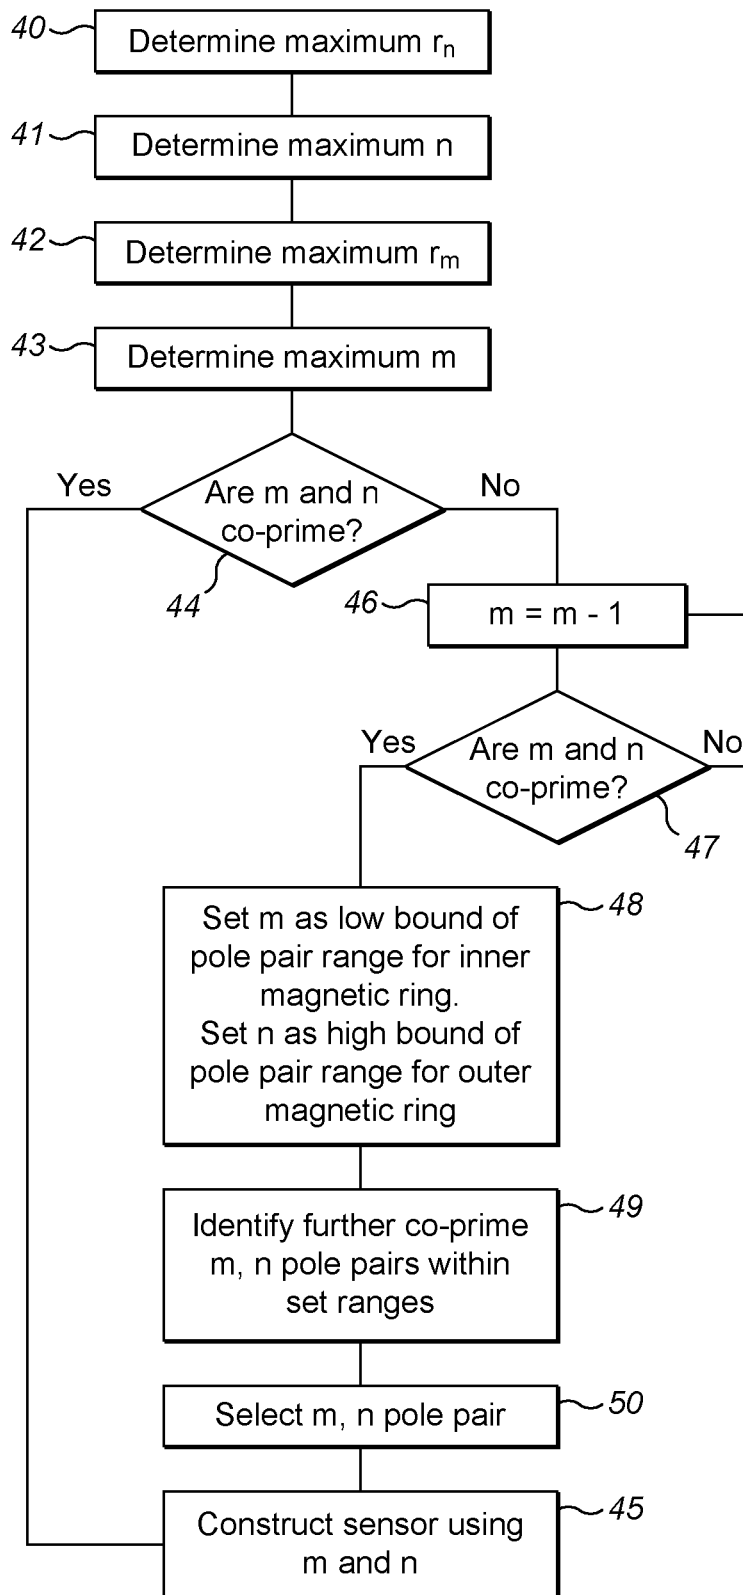 40
Determine maximum rn
41
Determine maximum n
42
Determine maximum rm
43
Determine maximum m
Yes
Are m and n
co-prime?
No
44
46
m = m - 1
Yes
Are m and n
co-prime?
No
47
Set m as low bound of
pole pair range for inner
magnetic ring.
Set n as high bound of
pole pair range for outer
magnetic ring
48
Identify further co-prime
m, n pole pairs within
set ranges
49
Select m, n pole pair
50
Construct sensor using
m and n
45